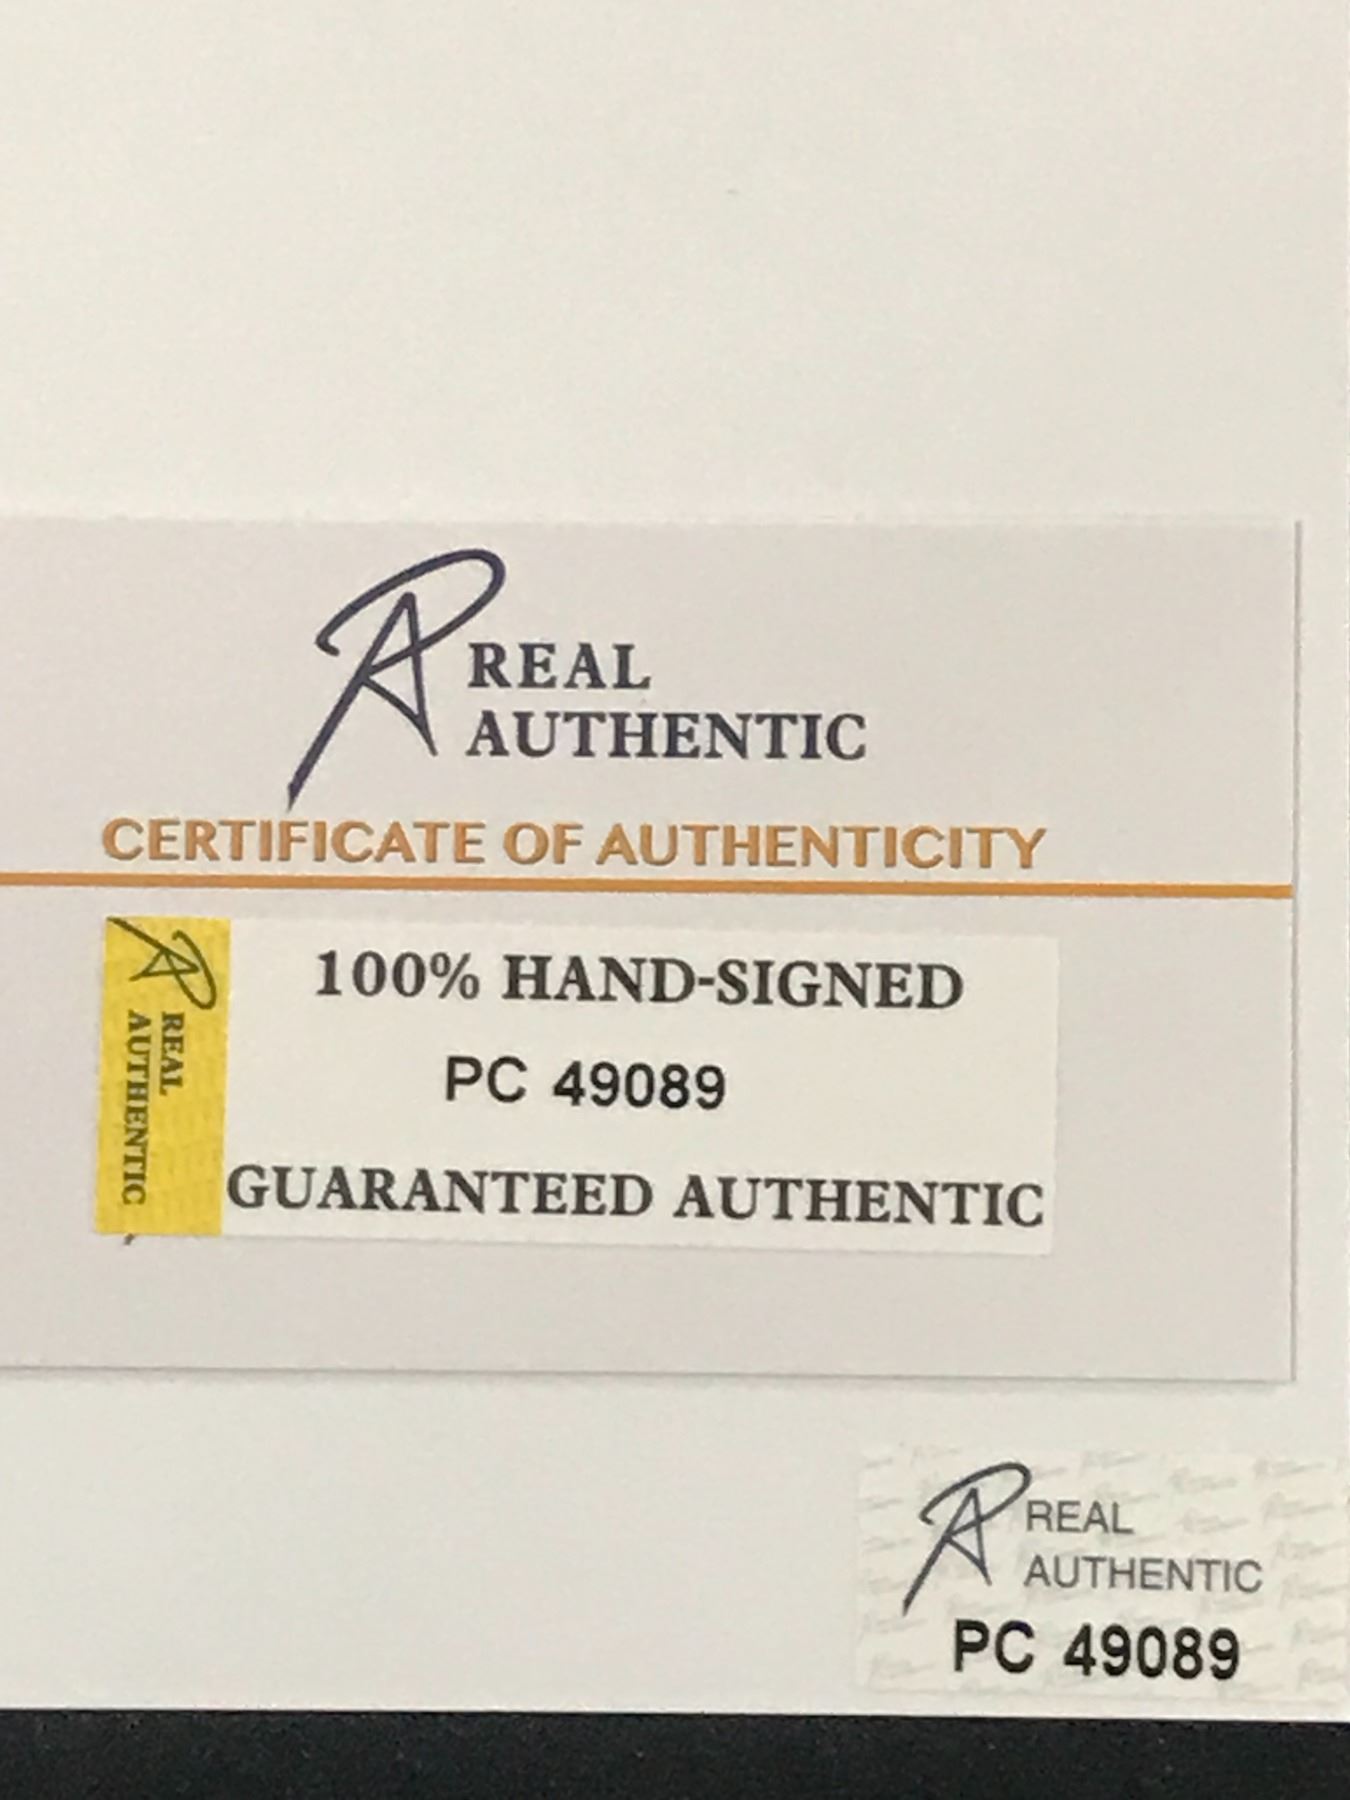 REAL
AUTHENTIC
CERTIFICATE OF AUTHENTICITY
REAL
AUTHENTIC
100% HAND-SIGNED
PC 49089
GUARANTEED AUTHENTIC
REAL
AUTHENTIC
PC 49089